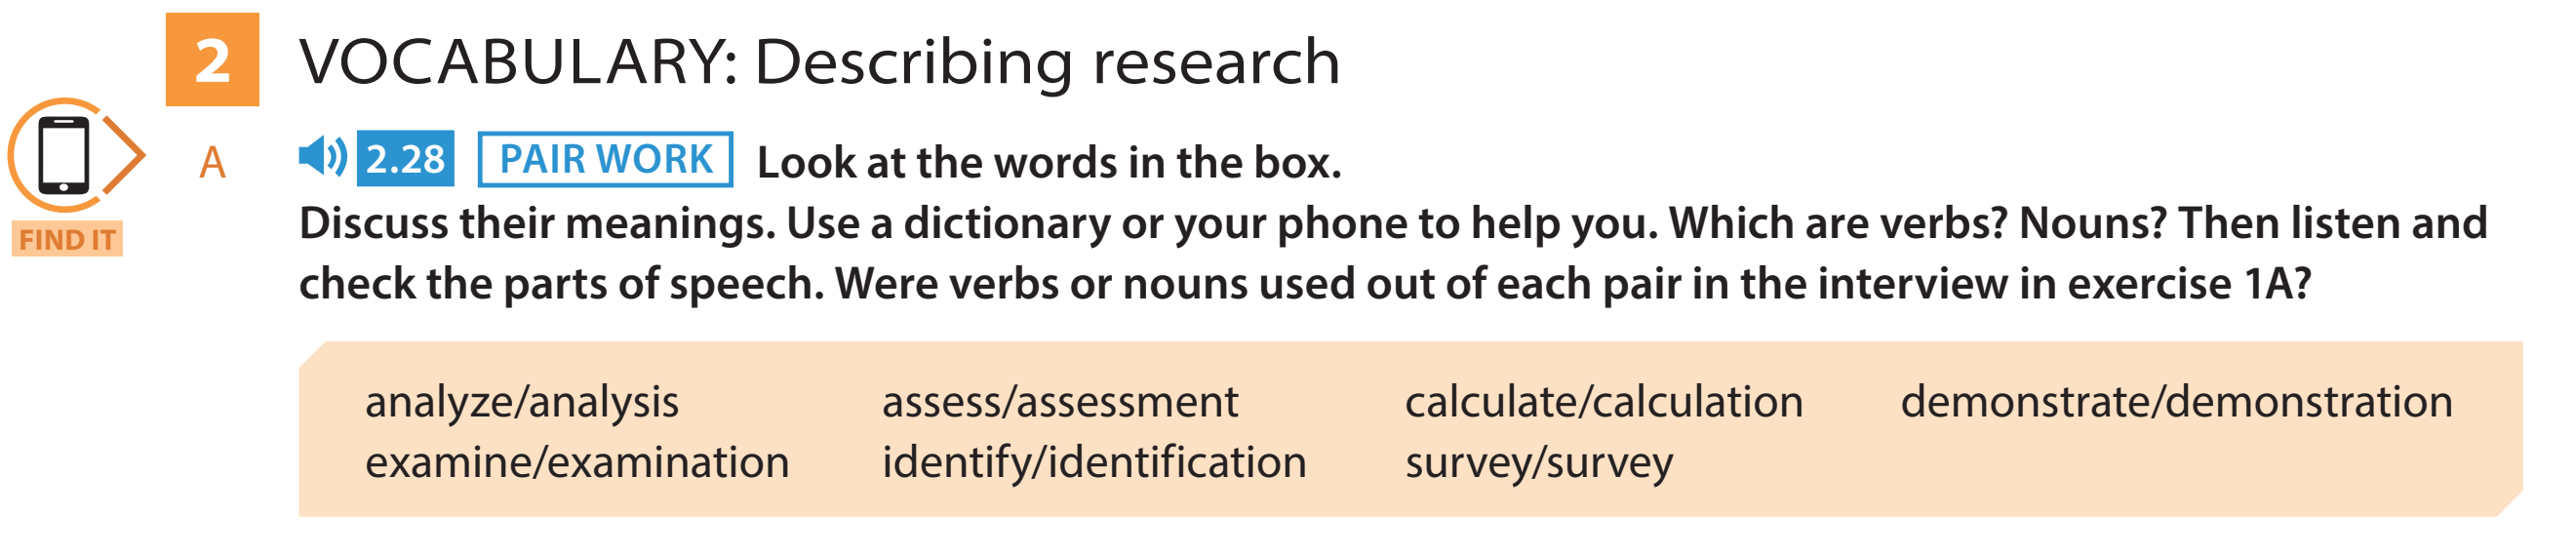 2 VOCABULARY: Describing research
A 2.28 PAIR WORK Look at the words in the box.
FIND IT
Discuss their meanings. Use a dictionary or your phone to help you. Which are verbs? Nouns? Then listen and
check the parts of speech. Were verbs or nouns used out of each pair in the interview in exercise 1A?
analyze/analysis assess/assessment calculate/calculation demonstrate/demonstration
examine/examination identify/identification survey/survey